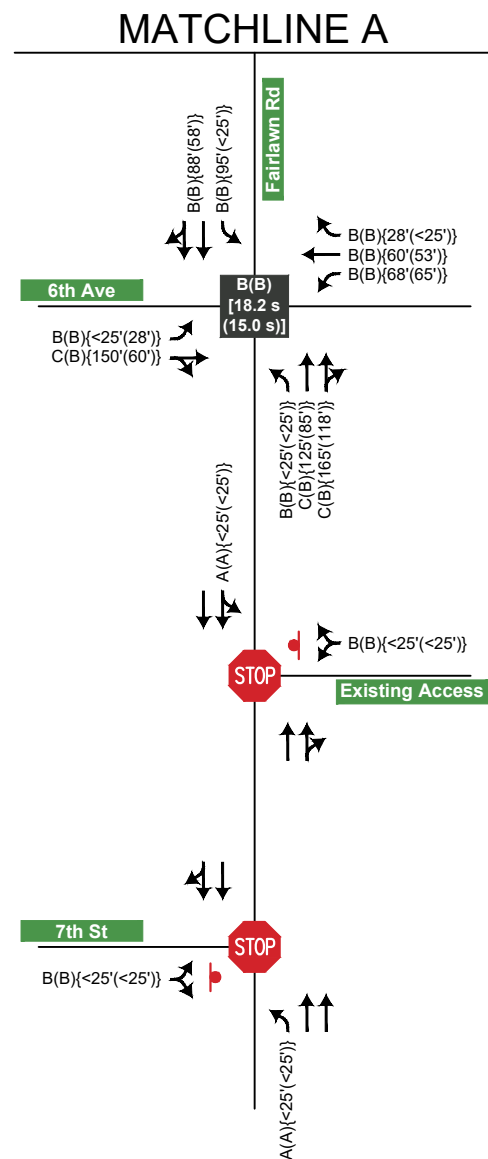 MATCHLINE A
Fairlawn Rd
B(B){88'(58')}
B(B){95'(<25')}
B(B){28'(<25')}
B(B){60'(53')}
B(B){68'(65')}
6th Ave
B(B)
[18.2 s
(15.0 s)]
B(B){<25'(28')}
C(B){150'(60')}
B(B){<25'(<25')}
C(B){125'(85')}
C(B){165'(118')}
A(A){<25'(<25')}
B(B){<25'(<25')}
STOP
Existing Access
7th St
STOP
B(B){<25'(<25')}
A(A){<25'(<25')}